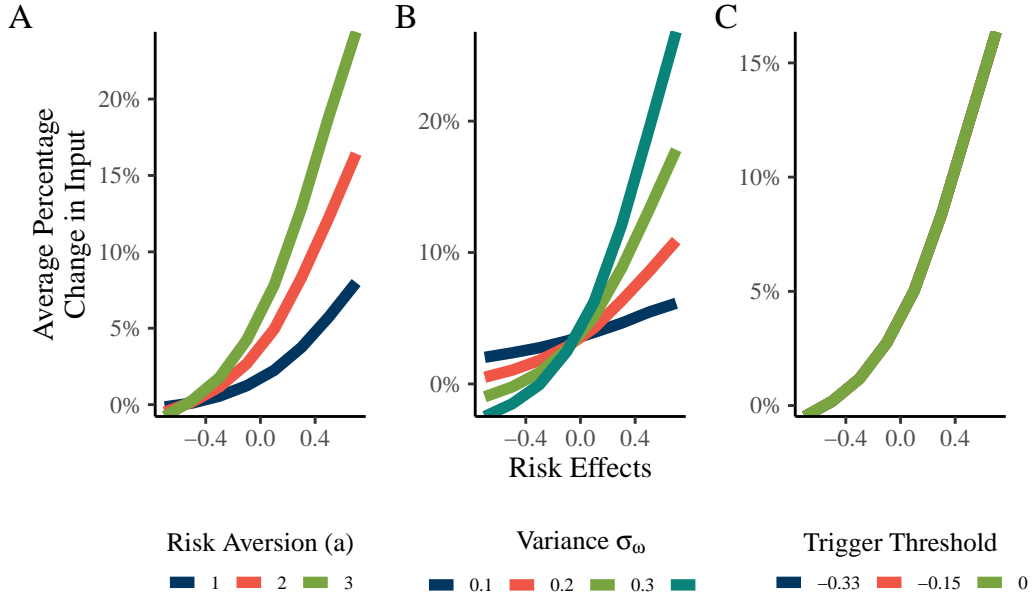 A
B
C
Average Percentage
Change in Input
20%
15%
10%
5%
0%
20%
10%
0%
15%
10%
5%
0%
−0.4 0.0 0.4
−0.4 0.0 0.4
−0.4 0.0 0.4
Risk Effects
Risk Aversion (a)
1 2 3
Variance σω
0.1 0.2 0.3
Trigger Threshold
−0.33 −0.15 0